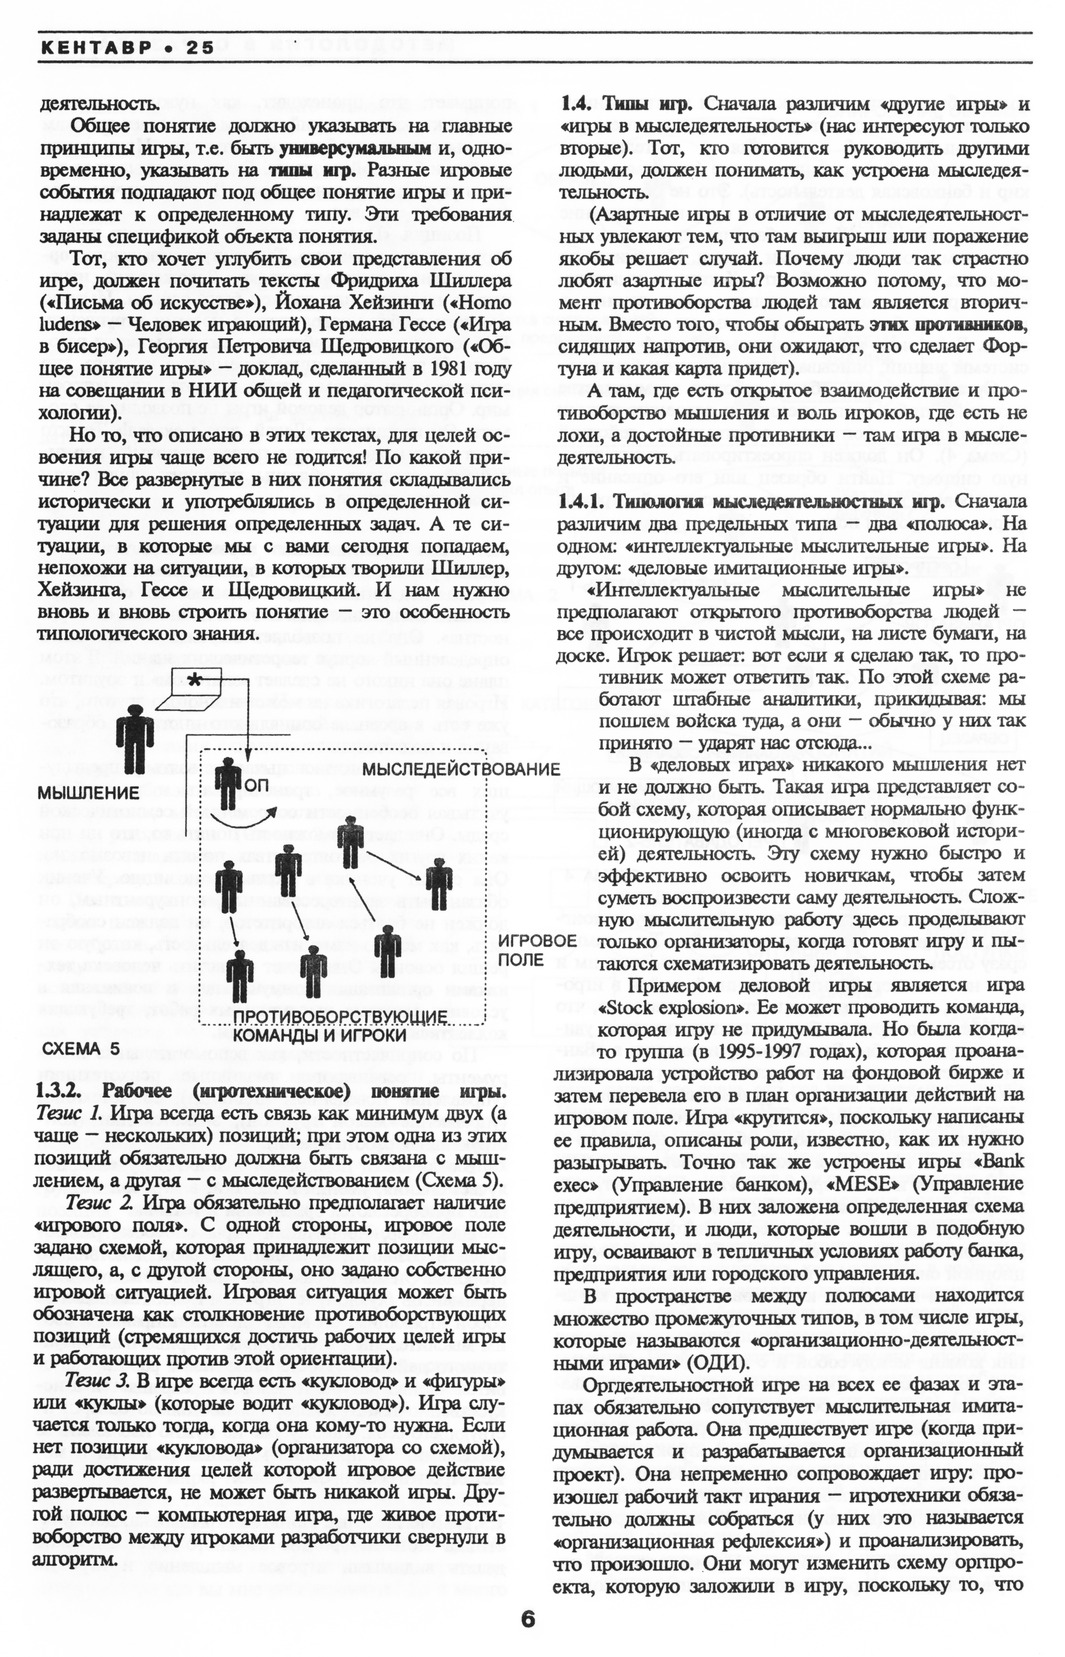 КЕНТАВР • 25
деятельность.
Общее понятие должно указывать на главные
принципы игры, т.е. быть универсумальным и, одно-
временно, указывать на типы игр. Разные игровые
события подпадают под общее понятие игры и при-
надлежат к определенному типу. Эти требования
заданы спецификой объекта понятия.
Тот, кто хочет углубить свои представления об
игре, должен почитать тексты Фридриха Шиллера
(«Письма об искусстве»), Йохана Хейзинги («Homo
ludens» — Человек играющий), Германа Гессе («Игра
в бисер»), Георгия Петровича Щедровицкого («Об-
щее понятие игры» — доклад, сделанный в 1981 году
на совещании в НИИ общей и педагогической пси-
хологии).
Но то, что описано в этих текстах, для целей ос-
воения игры чаще всего не годится! По какой при-
чине? Все развернутые в них понятия складывались
исторически и употреблялись в определенной си-
туации для решения определенных задач. А те си-
туации, в которые мы с вами сегодня попадаем,
непохожи на ситуации, в которых творили Шиллер,
Хейзинга, Гессе и Щедровицкий. И нам нужно
вновь и вновь строить понятие — это особенность
типологического знания.
*
МЫШЛЕНИЕ
ОП
МЫСЛЕДЕЙСТВОВАНИЕ
ИГРОВОЕ
ПОЛЕ
ПРОТИВОБОРСТВУЮЩИЕ
КОМАНДЫ И ИГРОКИ
СХЕМА 5
1.3.2. Рабочее (игротехническое) понятие игры.
Тезис 1. Игра всегда есть связь как минимум двух (а
чаще — нескольких) позиций; при этом одна из этих
позиций обязательно должна быть связана с мыш-
лением, а другая — с мыследействованием (Схема 5).
Тезис 2. Игра обязательно предполагает наличие
«игрового поля». С одной стороны, игровое поле
задано схемой, которая принадлежит позиции мыс-
лящего, а, с другой стороны, оно задано собственно
игровой ситуацией. Игровая ситуация может быть
обозначена как столкновение противоборствующих
позиций (стремящихся достичь рабочих целей игры
и работающих против этой ориентации).
Тезис 3. В игре всегда есть «кукловод» и «фигуры»
или «куклы» (которые водит «кукловод»). Игра слу-
чается только тогда, когда она кому-то нужна. Если
нет позиции «кукловода» (организатора со схемой),
ради достижения целей которой игровое действие
развертывается, не может быть никакой игры. Дру-
гой полюс — компьютерная игра, где живое проти-
воборство между игроками разработчики свернули в
алгоритм.
1.4. Типы игр. Сначала различим «другие игры» и
«игры в мыследеятельность» (нас интересуют только
вторые). Тот, кто готовится руководить другими
людьми, должен понимать, как устроена мыследея-
тельность.
(Азартные игры в отличие от мыследеятельност-
ных увлекают тем, что там выигрыш или поражение
якобы решает случай. Почему люди так страстно
любят азартные игры? Возможно потому, что мо-
мент противоборства людей там является вторич-
ным. Вместо того, чтобы обыграть этих противников,
сидящих напротив, они ожидают, что сделает Фор-
туна и какая карта придет).
А там, где есть открытое взаимодействие и про-
тивоборство мышления и воль игроков, где есть не
лохи, а достойные противники — там игра в мысле-
деятельность.
1.4.1. Типология мыследеятельностных игр. Сначала
различим два предельных типа — два «полюса». На
одном: «интеллектуальные мыслительные игры». На
другом: «деловые имитационные игры».
«Интеллектуальные мыслительные игры» не
предполагают открытого противоборства людей —
все происходит в чистой мысли, на листе бумаги, на
доске. Игрок решает: вот если я сделаю так, то про-
тивник может ответить так. По этой схеме ра-
ботают штабные аналитики, прикидывая: мы
пошлем войска туда, а они — обычно у них так
принято — ударят нас отсюда...
В «деловых играх» никакого мышления нет
и не должно быть. Такая игра представляет со-
бой схему, которая описывает нормально функ-
ционирующую (иногда с многовековой истори-
ей) деятельность. Эту схему нужно быстро и
эффективно освоить новичкам, чтобы затем
суметь воспроизвести саму деятельность. Слож-
ную мыслительную работу здесь проделывают
только организаторы, когда готовят игру и пы-
таются схематизировать деятельность.
Примером деловой игры является игра
«Stock explosion». Ее может проводить команда,
которая игру не придумывала. Но была когда-
то группа (в 1995-1997 годах), которая проана-
лизировала устройство работ на фондовой бирже и
затем перевела его в план организации действий на
игровом поле. Игра «крутится», поскольку написаны
ее правила, описаны роли, известно, как их нужно
разыгрывать. Точно так же устроены игры «Bank
exec» (Управление банком), «MESE» (Управление
предприятием). В них заложена определенная схема
деятельности, и люди, которые вошли в подобную
игру, осваивают в тепличных условиях работу банка,
предприятия или городского управления.
В пространстве между полюсами находится
множество промежуточных типов, в том числе игры,
которые называются «организационно-деятельност-
ными играми» (ОДИ).
Оргдеятельностной игре на всех ее фазах и эта-
пах обязательно сопутствует мыслительная имита-
ционная работа. Она предшествует игре (когда при-
думывается и разрабатывается организационный
проект). Она непременно сопровождает игру: про-
изошел рабочий такт играния — игротехники обяза-
тельно должны собраться (у них это называется
«организационная рефлексия») и проанализировать,
что произошло. Они могут изменить схему оргпро-
екта, которую заложили в игру, поскольку то, что
6